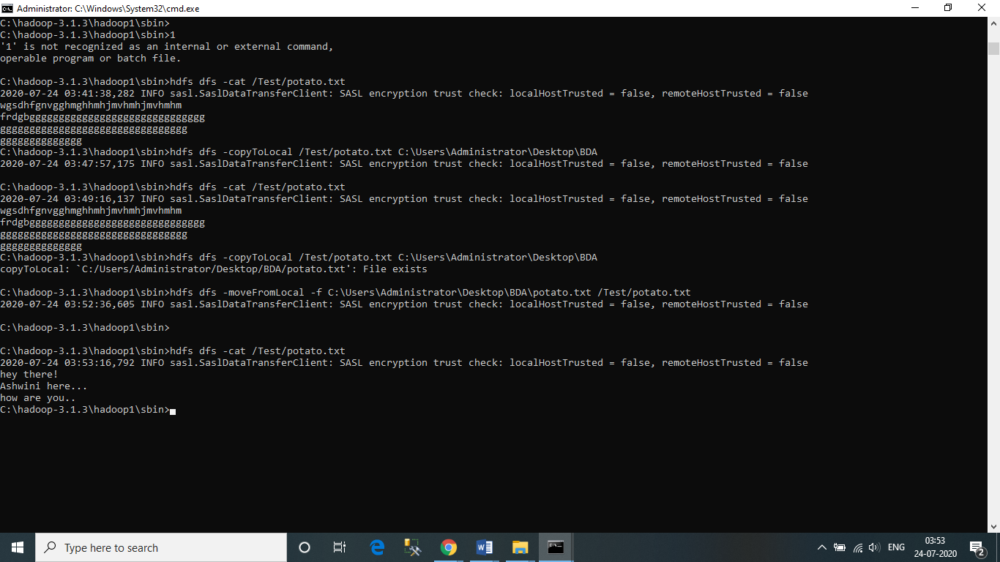 Administrator: C:\Windows\System32\cmd.exe
C:\hadoop-3.1.3\hadoop1\sbin>
C:\hadoop-3.1.3\hadoop1\sbin>1
'1' is not recognized as an internal or external command,
operable program or batch file.
C:\hadoop-3.1.3\hadoop1\sbin>hdfs dfs -cat /Test/potato.txt
2020-07-24 03:41:38,282 INFO sasl.SaslDataTransferClient: SASL encryption trust check: localHostTrusted = false, remoteHostTrusted = false
wgsdhfgnvgghmghhmhjmvhmhjmvhmhm
frdgbgggggggggggggggggggggggggggggg
gggggggggggggggggggggggggggggggg
gggggggggggggg
C:\hadoop-3.1.3\hadoop1\sbin>hdfs dfs -copyToLocal /Test/potato.txt C:\Users\Administrator\Desktop\BDA
2020-07-24 03:47:57,175 INFO sasl.SaslDataTransferClient: SASL encryption trust check: localHostTrusted = false, remoteHostTrusted = false
C:\hadoop-3.1.3\hadoop1\sbin>hdfs dfs -cat /Test/potato.txt
2020-07-24 03:49:16,137 INFO sasl.SaslDataTransferClient: SASL encryption trust check: localHostTrusted = false, remoteHostTrusted = false
wgsdhfgnvgghmghhmhjmvhmhjmvhmhm
frdgbgggggggggggggggggggggggggggggg
gggggggggggggggggggggggggggggggg
gggggggggggggg
C:\hadoop-3.1.3\hadoop1\sbin>hdfs dfs -copyToLocal /Test/potato.txt C:\Users\Administrator\Desktop\BDA
copyToLocal: `C:/Users/Administrator/Desktop/BDA/potato.txt': File exists
C:\hadoop-3.1.3\hadoop1\sbin>hdfs dfs -moveFromLocal -f C:\Users\Administrator\Desktop\BDA\potato.txt /Test/potato.txt
2020-07-24 03:52:36,605 INFO sasl.SaslDataTransferClient: SASL encryption trust check: localHostTrusted = false, remoteHostTrusted = false
C:\hadoop-3.1.3\hadoop1\sbin>
C:\hadoop-3.1.3\hadoop1\sbin>hdfs dfs -cat /Test/potato.txt
2020-07-24 03:53:16,792 INFO sasl.SaslDataTransferClient: SASL encryption trust check: localHostTrusted = false, remoteHostTrusted = false
hey there!
Ashwini here...
how are you..
C:\hadoop-3.1.3\hadoop1\sbin>
Type here to search
ENG
03:53
24-07-2020
2